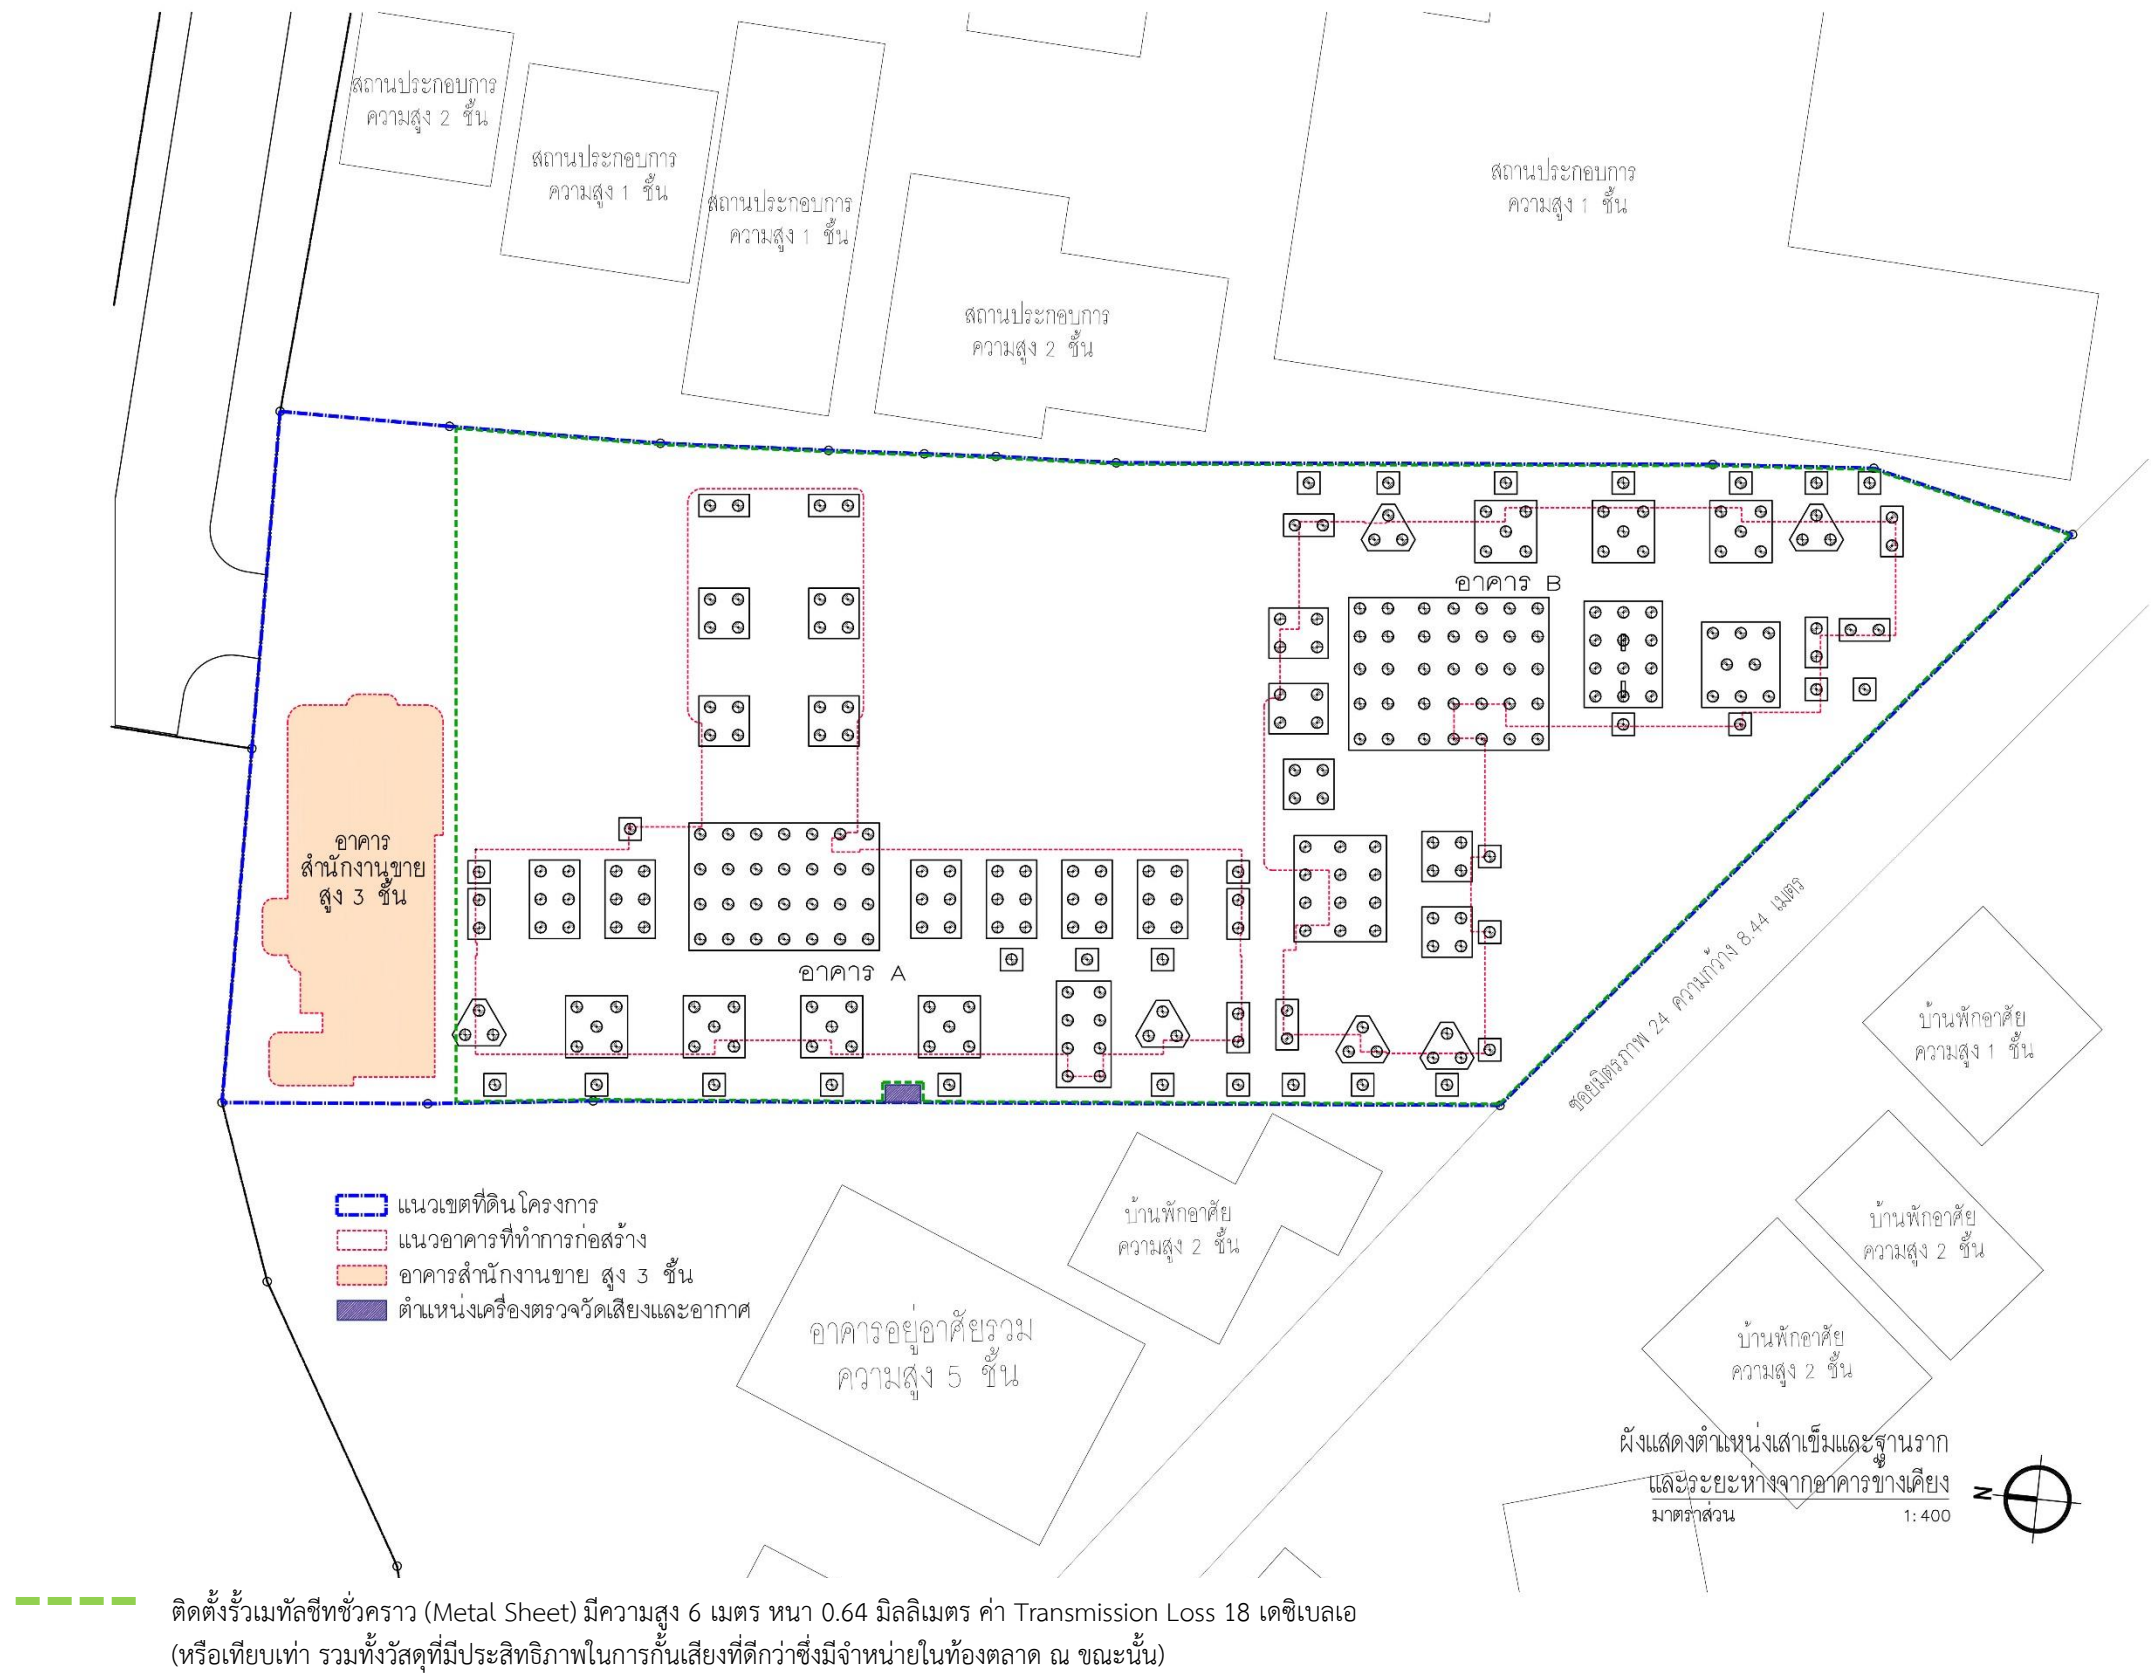 สถานประกอบการ
ความสูง 2 ชั้น
สถานประกอบการ
ความสูง 1 ชั้น
สถานประกอบการ
ความสูง 1 ชั้น
สถานประกอบการ
ความสูง 1 ชั้น
สถานประกอบการ
ความสูง 2 ชั้น
อาคาร B
อาคาร
สำนักงานขาย
สูง 3 ชั้น
อาคาร A
ซอยมิตรภาพ 24 ความกว้าง 8.44 เมตร
บ้านพักอาศัย
ความสูง 1 ชั้น
บ้านพักอาศัย
ความสูง 2 ชั้น
บ้านพักอาศัย
ความสูง 2 ชั้น
บ้านพักอาศัย
ความสูง 2 ชั้น
อาคารอยู่อาศัยรวม
ความสูง 5 ชั้น
แนวเขตที่ดินโครงการ
แนวอาคารที่ทำการก่อสร้าง
อาคารสำนักงานขาย สูง 3 ชั้น
ตำแหน่งเครื่องตรวจวัดเสียงและอากาศ
ผังแสดงตำแหน่งเสาเข็มและฐานราก
และระยะห่างจากอาคารข้างเคียง
มาตราส่วน 1:400
N
ติดตั้งรั้วเมทัลชีทชั่วคราว (Metal Sheet) มีความสูง 6 เมตร หนา 0.64 มิลลิเมตร ค่า Transmission Loss 18 เดซิเบลเอ
(หรือเทียบเท่า รวมทั้งวัสดุที่มีประสิทธิภาพในการกั้นเสียงที่ดีกว่าซึ่งมีจำหน่ายในท้องตลาด ณ ขณะนั้น)